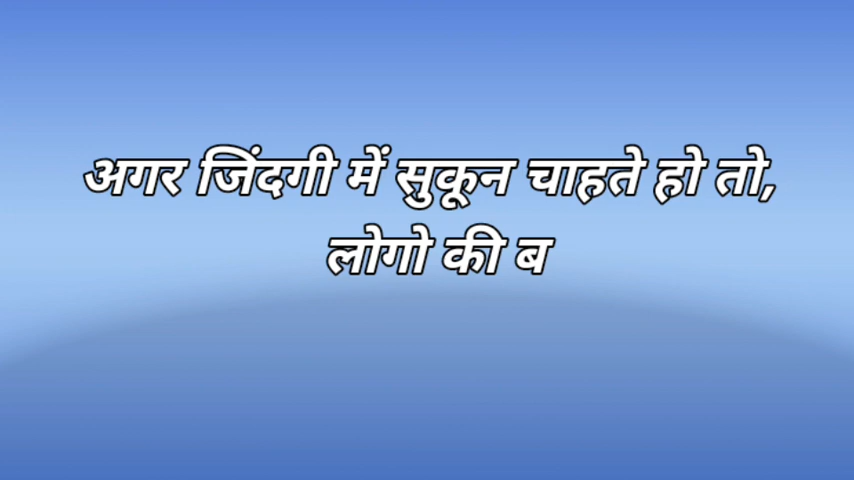 अगर जिंदगी में सुकून चाहते हो तो,
लोगो की ब